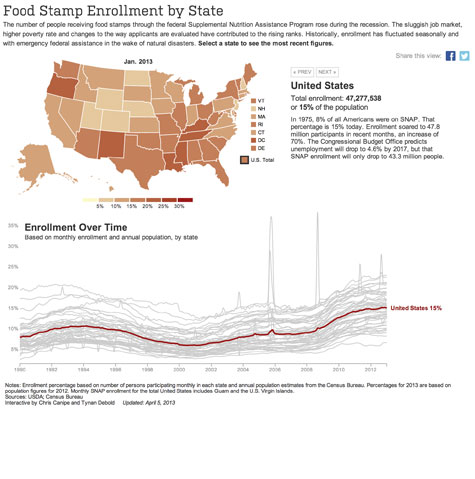 Food Stamp Enrollment by State
The number of people receiving food stamps through the federal Supplemental Nutrition Assistance Program rose during the recession. The sluggish job market,
higher poverty rate and changes to the way applicants are evaluated have contributed to the rising ranks. Historically, enrollment has fluctuated seasonally and
with emergency federal assistance in the wake of natural disasters. Select a state to see the most recent figures.
Share this view:
Jan. 2013
« PREV
NEXT »
United States
Total enrollment: 47,277,538
or 15% of the population
In 1975, 8% of all Americans were on SNAP. That
percentage is 15% today. Enrollment soared to 47.8
million participants in recent months, an increase of
70%. The Congressional Budget Office predicts
unemployment will drop to 4.6% by 2017, but that
SNAP enrollment will only drop to 43.3 million people.
VT
NH
MA
RI
CT
DC
DE
U.S. Total
5% 10% 15% 20% 25% 30%
Enrollment Over Time
Based on monthly enrollment and annual population, by state
35%
30%
25%
20%
15%
10%
5%
United States 15%
1990 1992 1994 1996 1998 2000 2002 2004 2006 2008 2010 2012
Notes: Enrollment percentage based on number of persons participating monthly in each state and annual population estimates from the Census Bureau. Percentages for 2013 are based on
population figures for 2012. Monthly SNAP enrollment for the total United States includes Guam and the U.S. Virgin islands.
Sources: USDA; Census Bureau
Interactive by Chris Canipe and Tynan Debold Updated: April 5, 2013